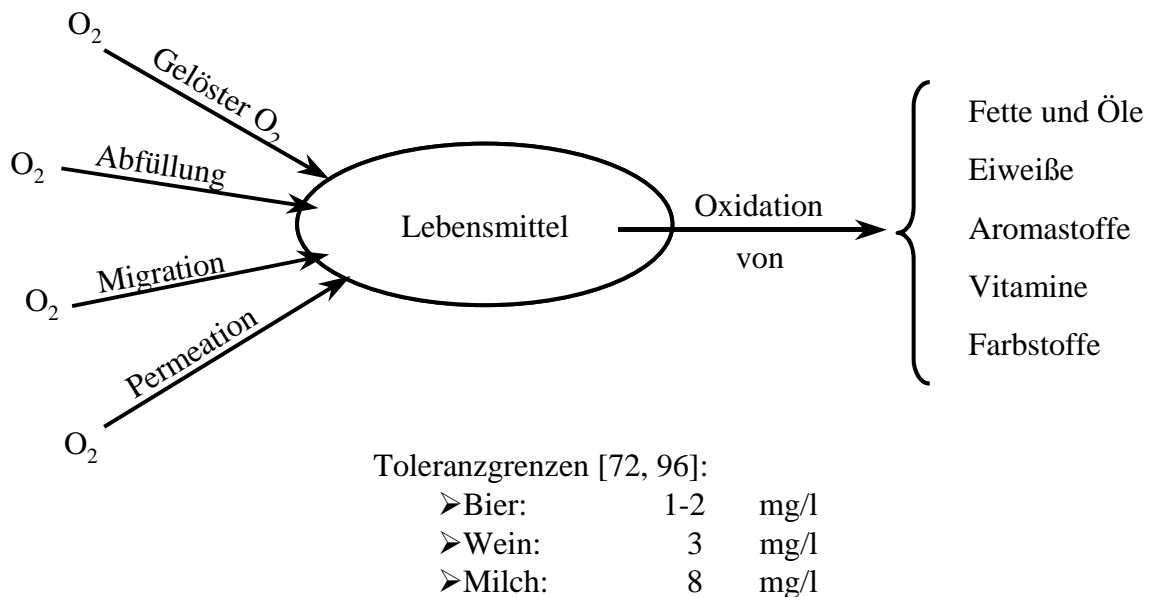 O2
Gelöster O2
O2
Abfüllung
O2
Migration
O2
Permeation
Lebensmittel
Oxidation
von
Fette und Öle
Eiweiße
Aromastoffe
Vitamine
Farbstoffe
Toleranzgrenzen [72, 96]:
➢Bier: 1-2 mg/l
➢Wein: 3 mg/l
➢Milch: 8 mg/l